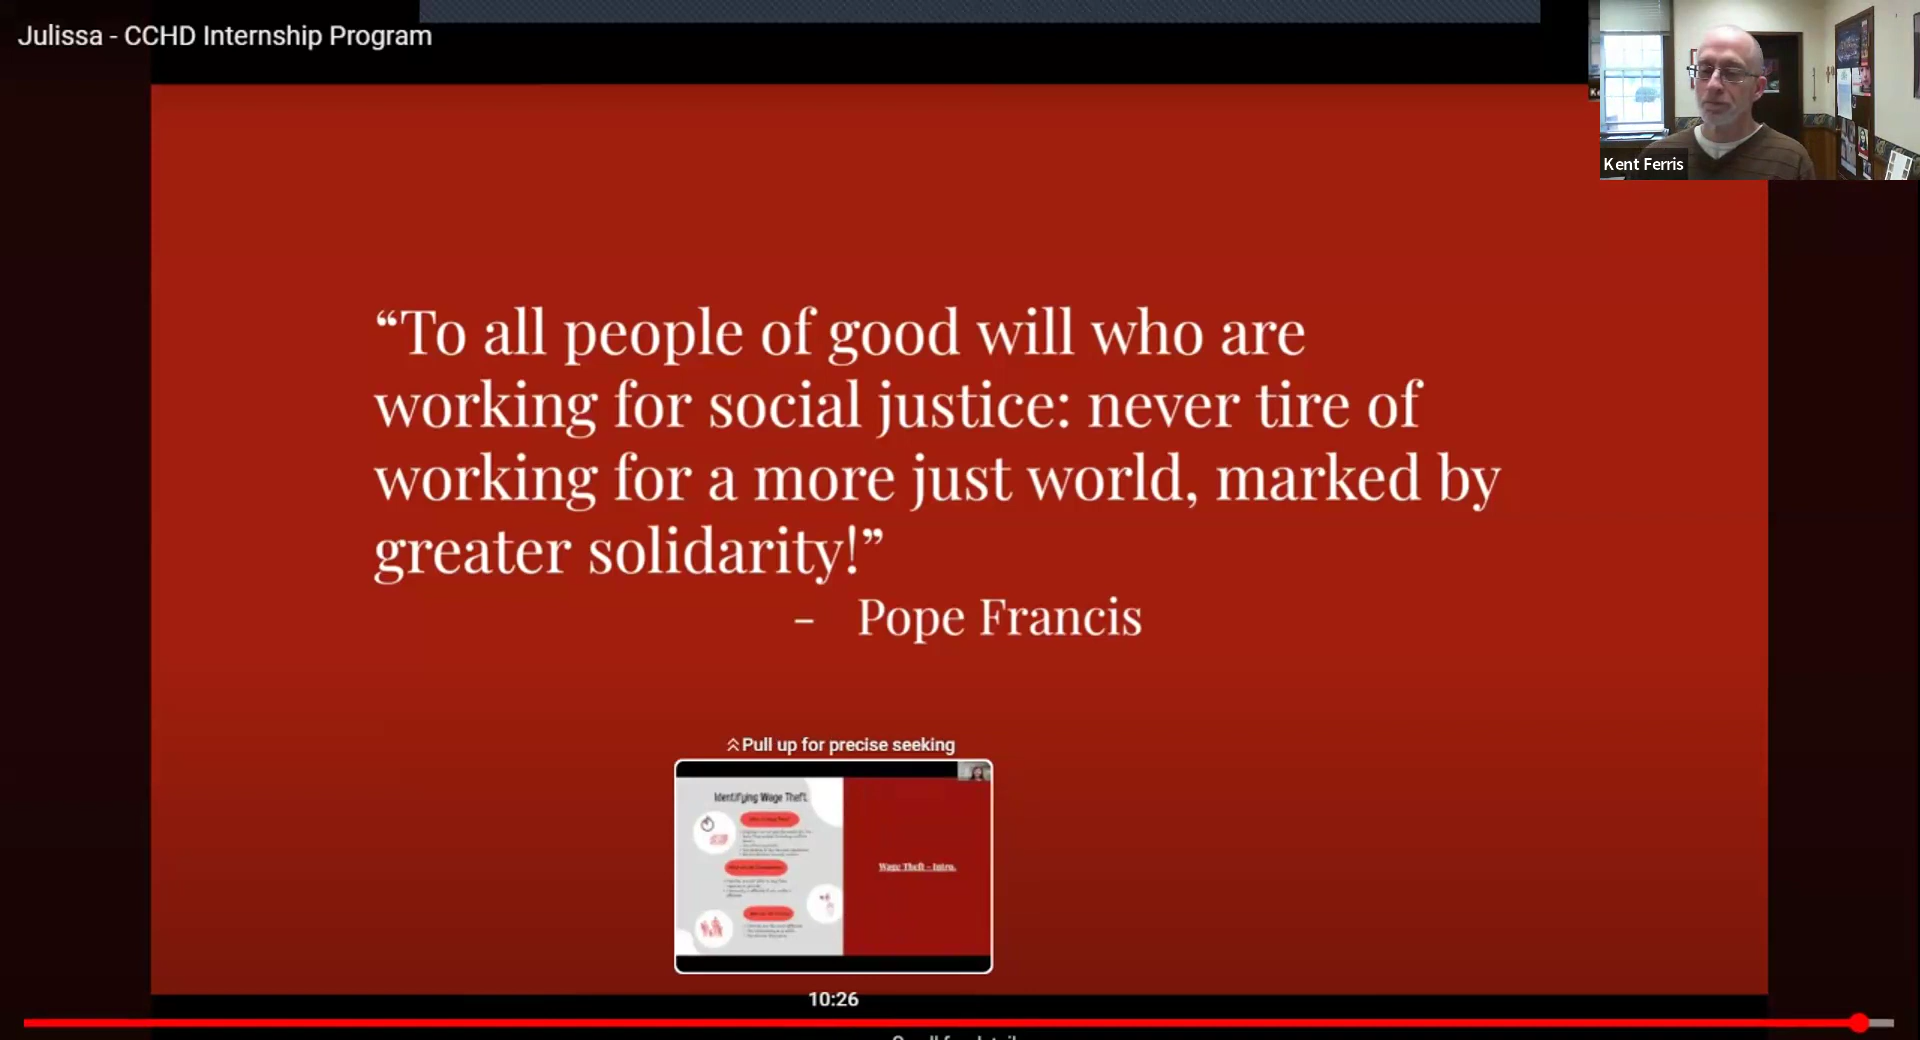 Julissa - CCHD Internship Program
Kent Ferris
“To all people of good will who are
working for social justice: never tire of
working for a more just world, marked by
greater solidarity!”
- Pope Francis
Pull up for precise seeking
Identifying Wage Theft
Wage Theft - Intro.
10:26